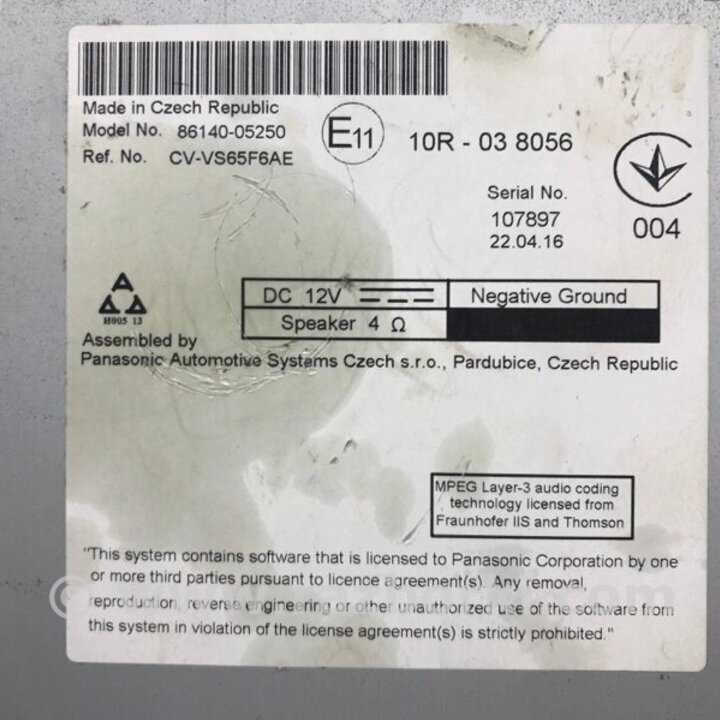 Made in Czech Republic
Model No. 86140-05250
Ref. No. CV-VS65F6AE
E11
10R - 03 8056
Serial No.
107897
22.04.16
004
И005 13
DC 12V
Negative Ground
Speaker 4 Ω
Assembled by
Panasonic Automotive Systems Czech s.r.o., Pardubice, Czech Republic
MPEG Layer-3 audio coding
technology licensed from
Fraunhofer IIS and Thomson
"This system contains software that is licensed to Panasonic Corporation by one
or more third parties pursuant to licence agreement(s). Any removal,
reproduction, reverse engineering or other unauthorized use of the software from
this system in violation of the license agreement(s) is strictly prohibited."